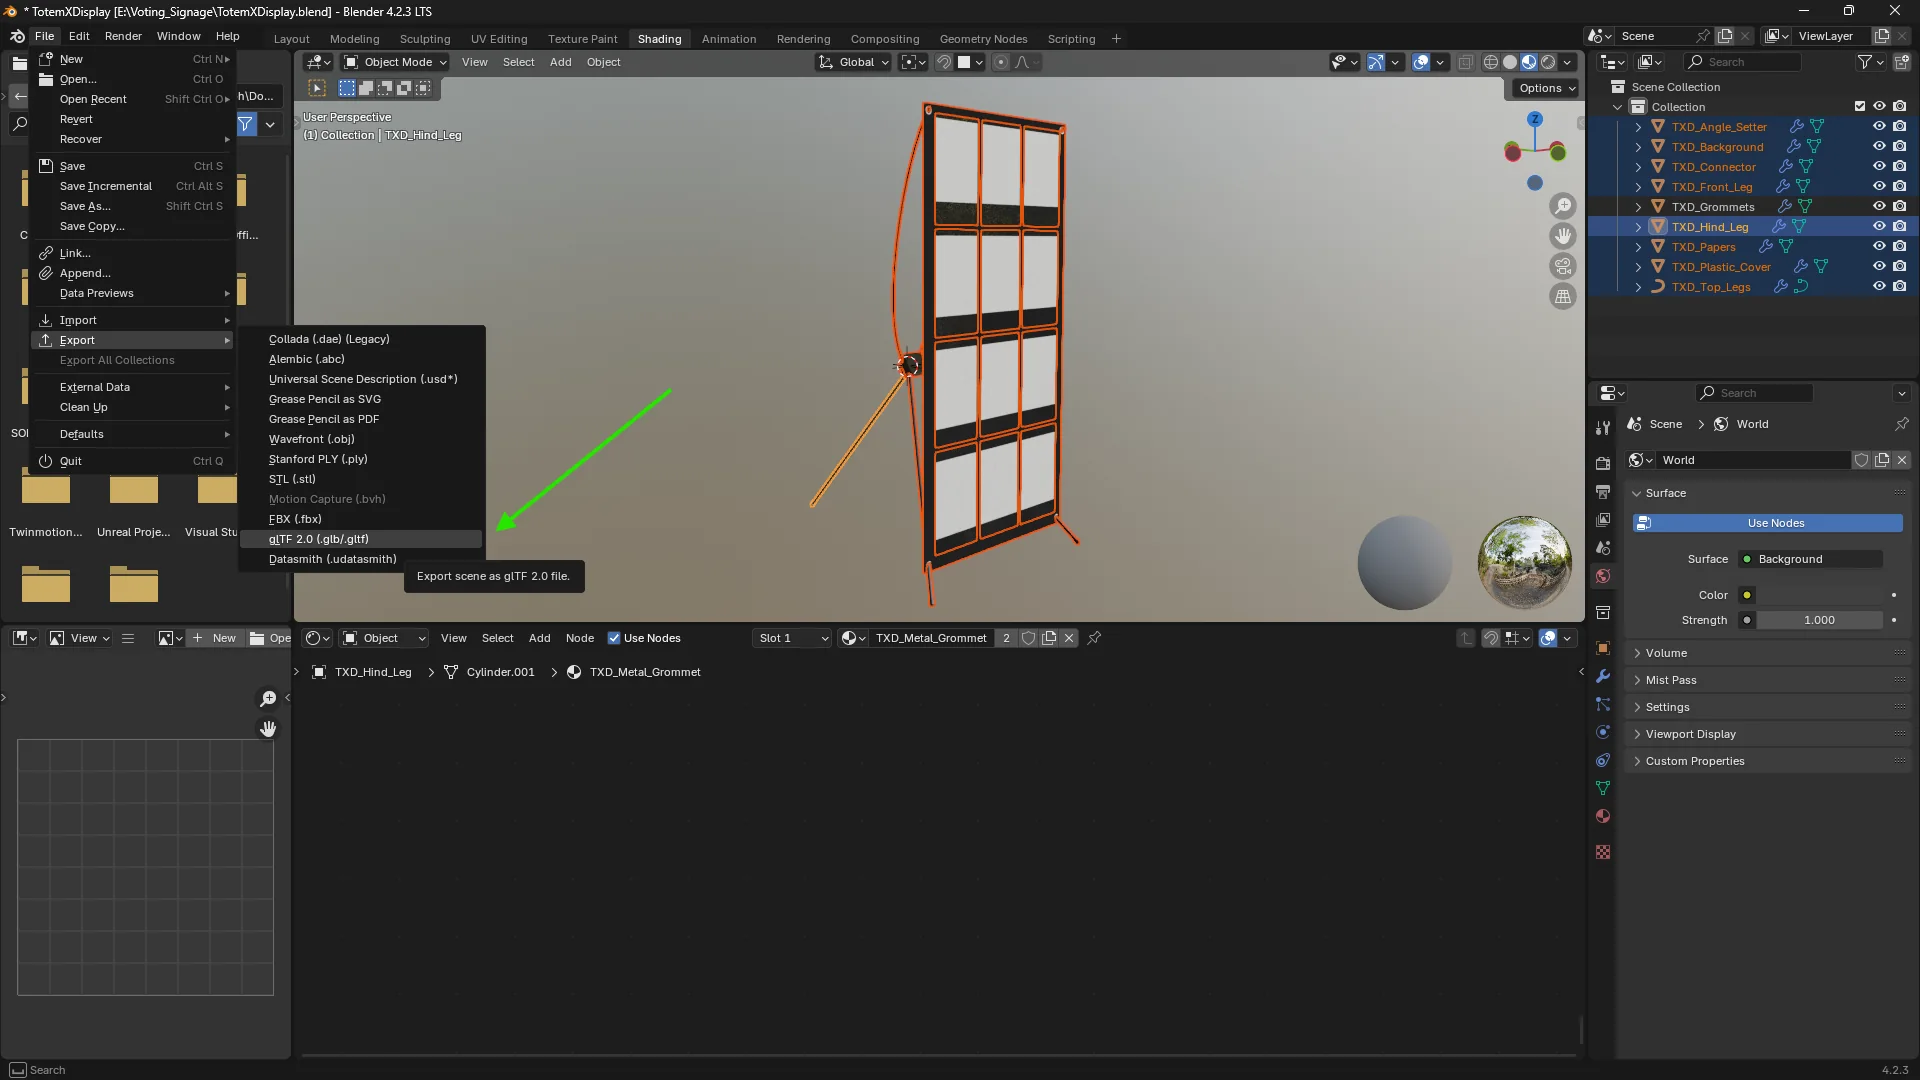 * TotemXDisplay [E:\Voting_Signage\TotemXDisplay.blend] - Blender 4.2.3 LTS
File Edit Render Window Help
Layout Modeling Sculpting UV Editing Texture Paint Shading Animation Rendering Compositing Geometry Nodes Scripting +
Scene ViewLayer
New Ctrl N
Open... Ctrl O
Open Recent Shift Ctrl O
Revert
Recover
Save Ctrl S
Save Incremental Ctrl Alt S
Save As... Shift Ctrl S
Save Copy...
Link...
Append...
Data Previews
Import
Export
Export All Collections
External Data
Clean Up
Defaults
Quit Ctrl Q
h\Do...
C
ffi...
SOI
Twinmotion... Unreal Proje... Visual Stu
Collada (.dae) (Legacy)
Alembic (.abc)
Universal Scene Description (.usd*)
Grease Pencil as SVG
Grease Pencil as PDF
Wavefront (.obj)
Stanford PLY (.ply)
STL (.stl)
Motion Capture (.bvh)
FBX (.fbx)
glTF 2.0 (.glb/.gltf)
Datasmith (.udatasmith)
Export scene as glTF 2.0 file.
Object Mode View Select Add Object
Global
Options
User Perspective
(1) Collection | TXD_Hind_Leg
Z
Search
Scene Collection
Collection
TXD_Angle_Setter
TXD_Background
TXD_Connector
TXD_Front_Leg
TXD_Grommets
TXD_Hind_Leg
TXD_Papers
TXD_Plastic_Cover
TXD_Top_Legs
Search
Scene World
World
Surface
Use Nodes
Surface Background
Color
Strength 1.000
Volume
Mist Pass
Settings
Viewport Display
Custom Properties
View New Ope
Object View Select Add Node Use Nodes Slot 1 TXD_Metal_Grommet 2
TXD_Hind_Leg Cylinder.001 TXD_Metal_Grommet
Search
4.2.3